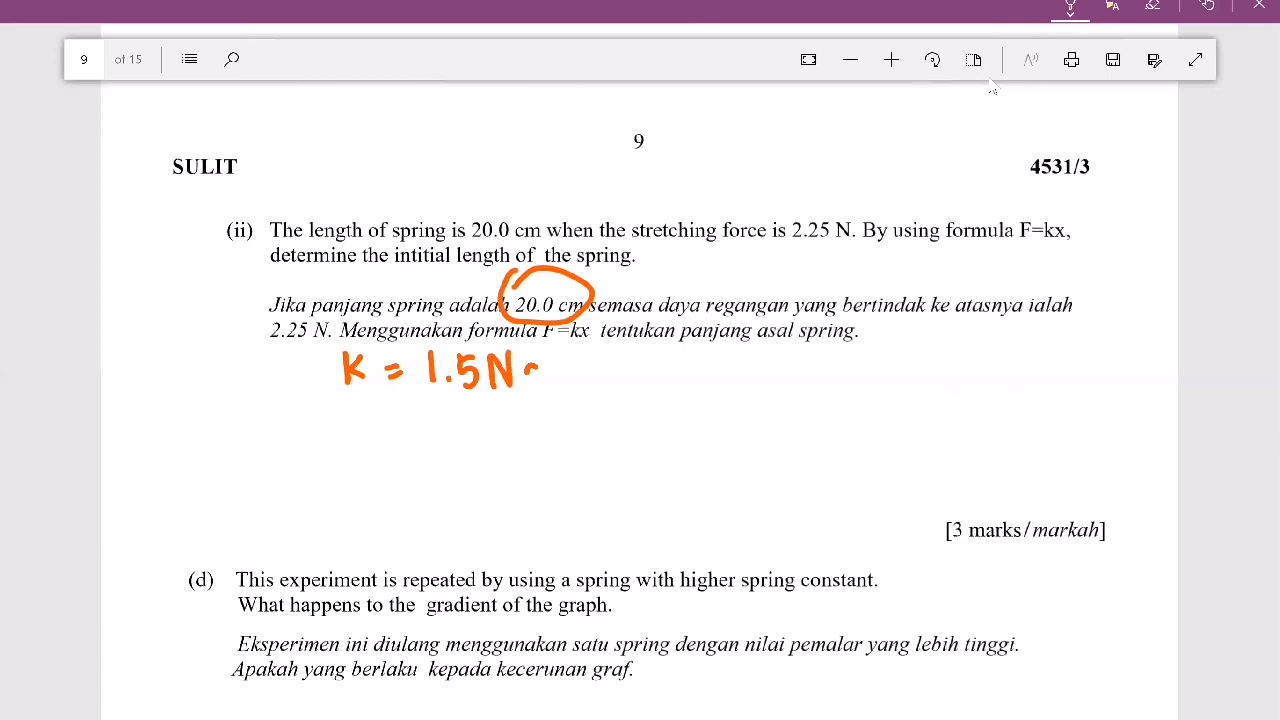 9 of 15
9
SULIT 4531/3
(ii) The length of spring is 20.0 cm when the stretching force is 2.25 N. By using formula F=kx,
determine the intitial length of the spring.
Jika panjang spring adalah 20.0 cm semasa daya regangan yang bertindak ke atasnya ialah
2.25 N. Menggunakan formula F=kx tentukan panjang asal spring.
K = 1.5 N
[3 marks/markah]
(d) This experiment is repeated by using a spring with higher spring constant.
What happens to the gradient of the graph.
Eksperimen ini diulang menggunakan satu spring dengan nilai pemalar yang lebih tinggi.
Apakah yang berlaku kepada kecerunan graf.